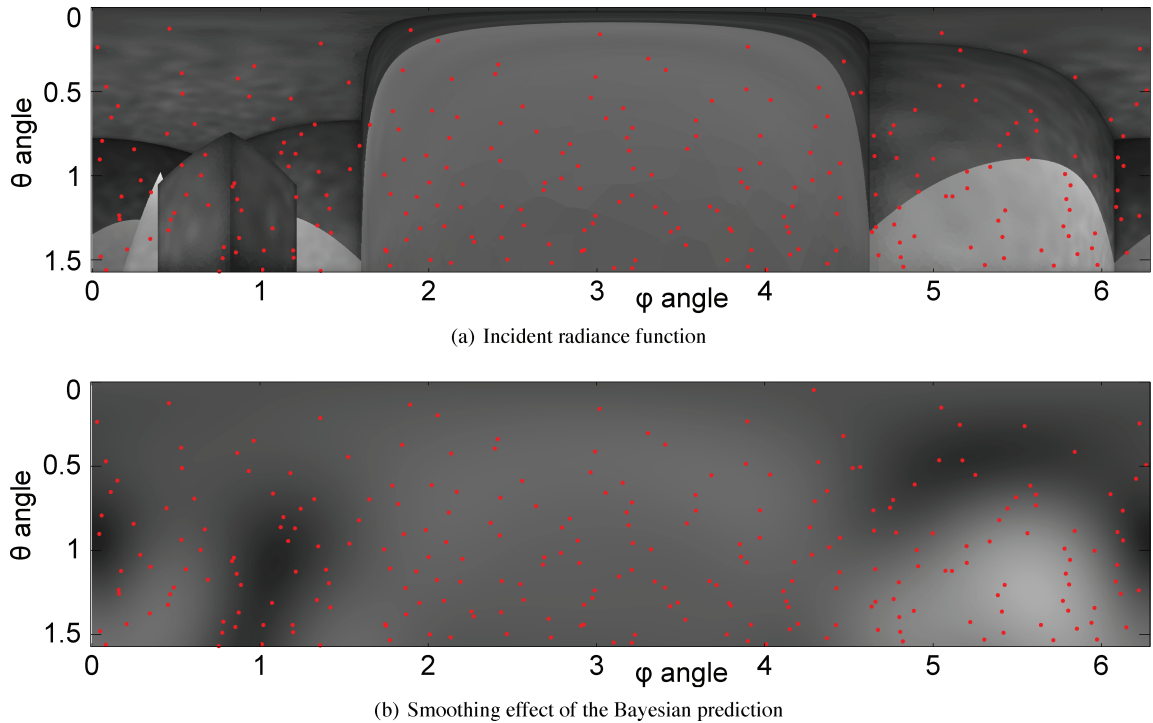 0
0.5
1
1.5
θ angle
0 1 2 3 4 5 6
φ angle
(a) Incident radiance function
0
0.5
1
1.5
θ angle
0 1 2 3 4 5 6
φ angle
(b) Smoothing effect of the Bayesian prediction